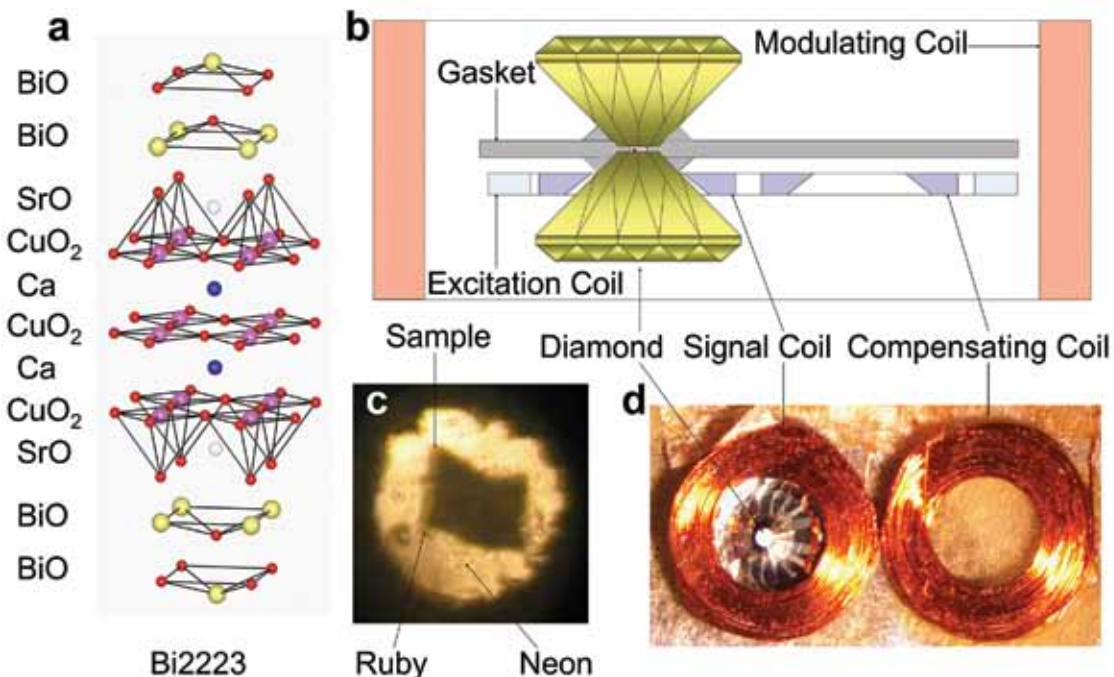 a
BiO
BiO
SrO
CuO₂
Ca
CuO₂
Ca
CuO₂
SrO
BiO
BiO
Bi2223
b
Modulating Coil
Gasket
Excitation Coil
Sample
Diamond
Signal Coil
Compensating Coil
c
Ruby
Neon
d